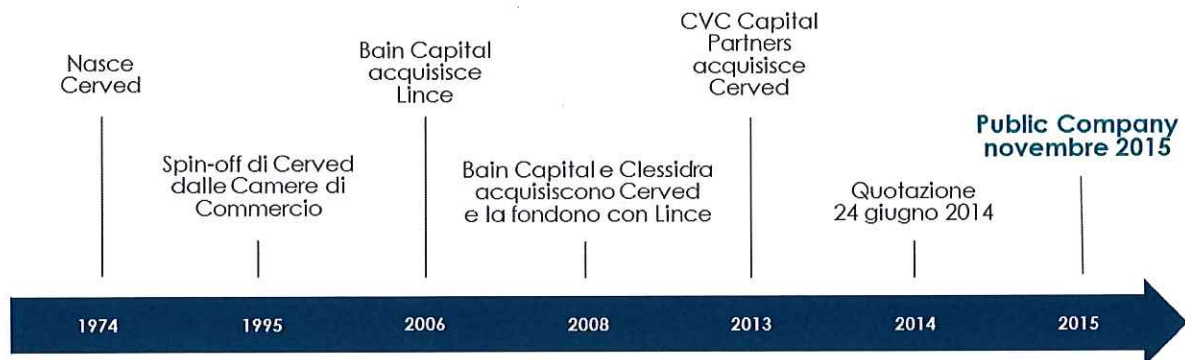 Nasce
Cerved
Spin-off di Cerved
dalle Camere di
Commercio
Bain Capital
acquisisce
Lince
Bain Capital e Clessidra
acquisiscono Cerved
e la fondono con Lince
CVC Capital
Partners
acquisisce
Cerved
Quotazione
24 giugno 2014
Public Company
novembre 2015
1974
1995
2006
2008
2013
2014
2015